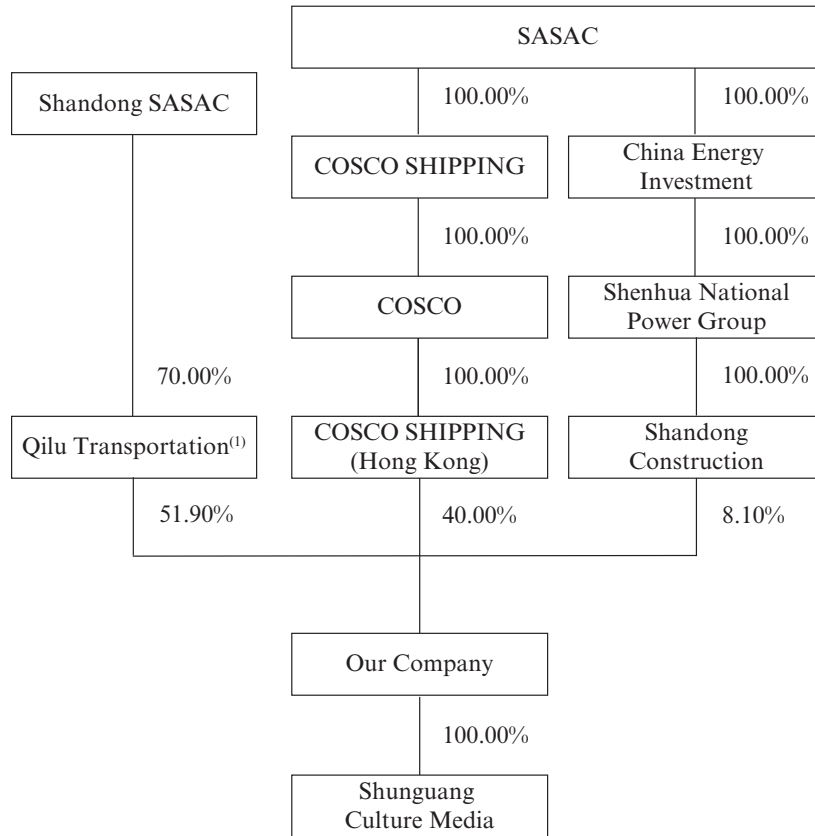 SASAC
Shandong SASAC
100.00%
100.00%
COSCO SHIPPING
China Energy
Investment
100.00%
100.00%
COSCO
Shenhua National
Power Group
70.00%
100.00%
100.00%
Qilu Transportation(1)
COSCO SHIPPING
(Hong Kong)
Shandong
Construction
51.90%
40.00%
8.10%
Our Company
100.00%
Shunguang
Culture Media